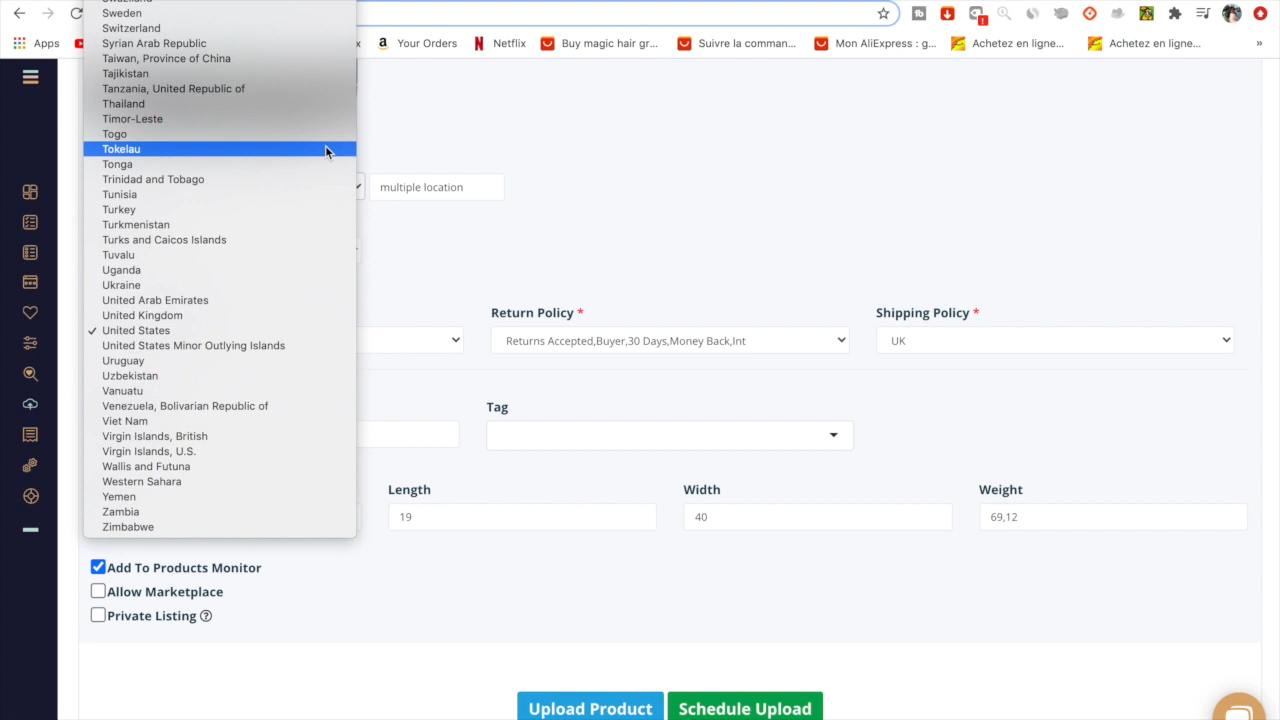 Swaziland
Sweden
Switzerland
Syrian Arab Republic
Taiwan, Province of China
Tajikistan
Tanzania, United Republic of
Thailand
Timor-Leste
Togo
Tokelau
Tonga
Trinidad and Tobago
Tunisia
Turkey
Turkmenistan
Turks and Caicos Islands
Tuvalu
Uganda
Ukraine
United Arab Emirates
United Kingdom
United States
United States Minor Outlying Islands
Uruguay
Uzbekistan
Vanuatu
Venezuela, Bolivarian Republic of
Viet Nam
Virgin Islands, British
Virgin Islands, U.S.
Wallis and Futuna
Western Sahara
Yemen
Zambia
Zimbabwe
Apps
x
Your Orders
Netflix
Buy magic hair gr...
Suivre la comman...
Mon AliExpress : g...
Achetez en ligne...
Achetez en ligne...
»
multiple location
Return Policy *
Shipping Policy *
Returns Accepted,Buyer,30 Days,Money Back,Int
UK
Tag
Length
Width
Weight
19
40
69,12
Add To Products Monitor
Allow Marketplace
Private Listing ?
Upload Product
Schedule Upload